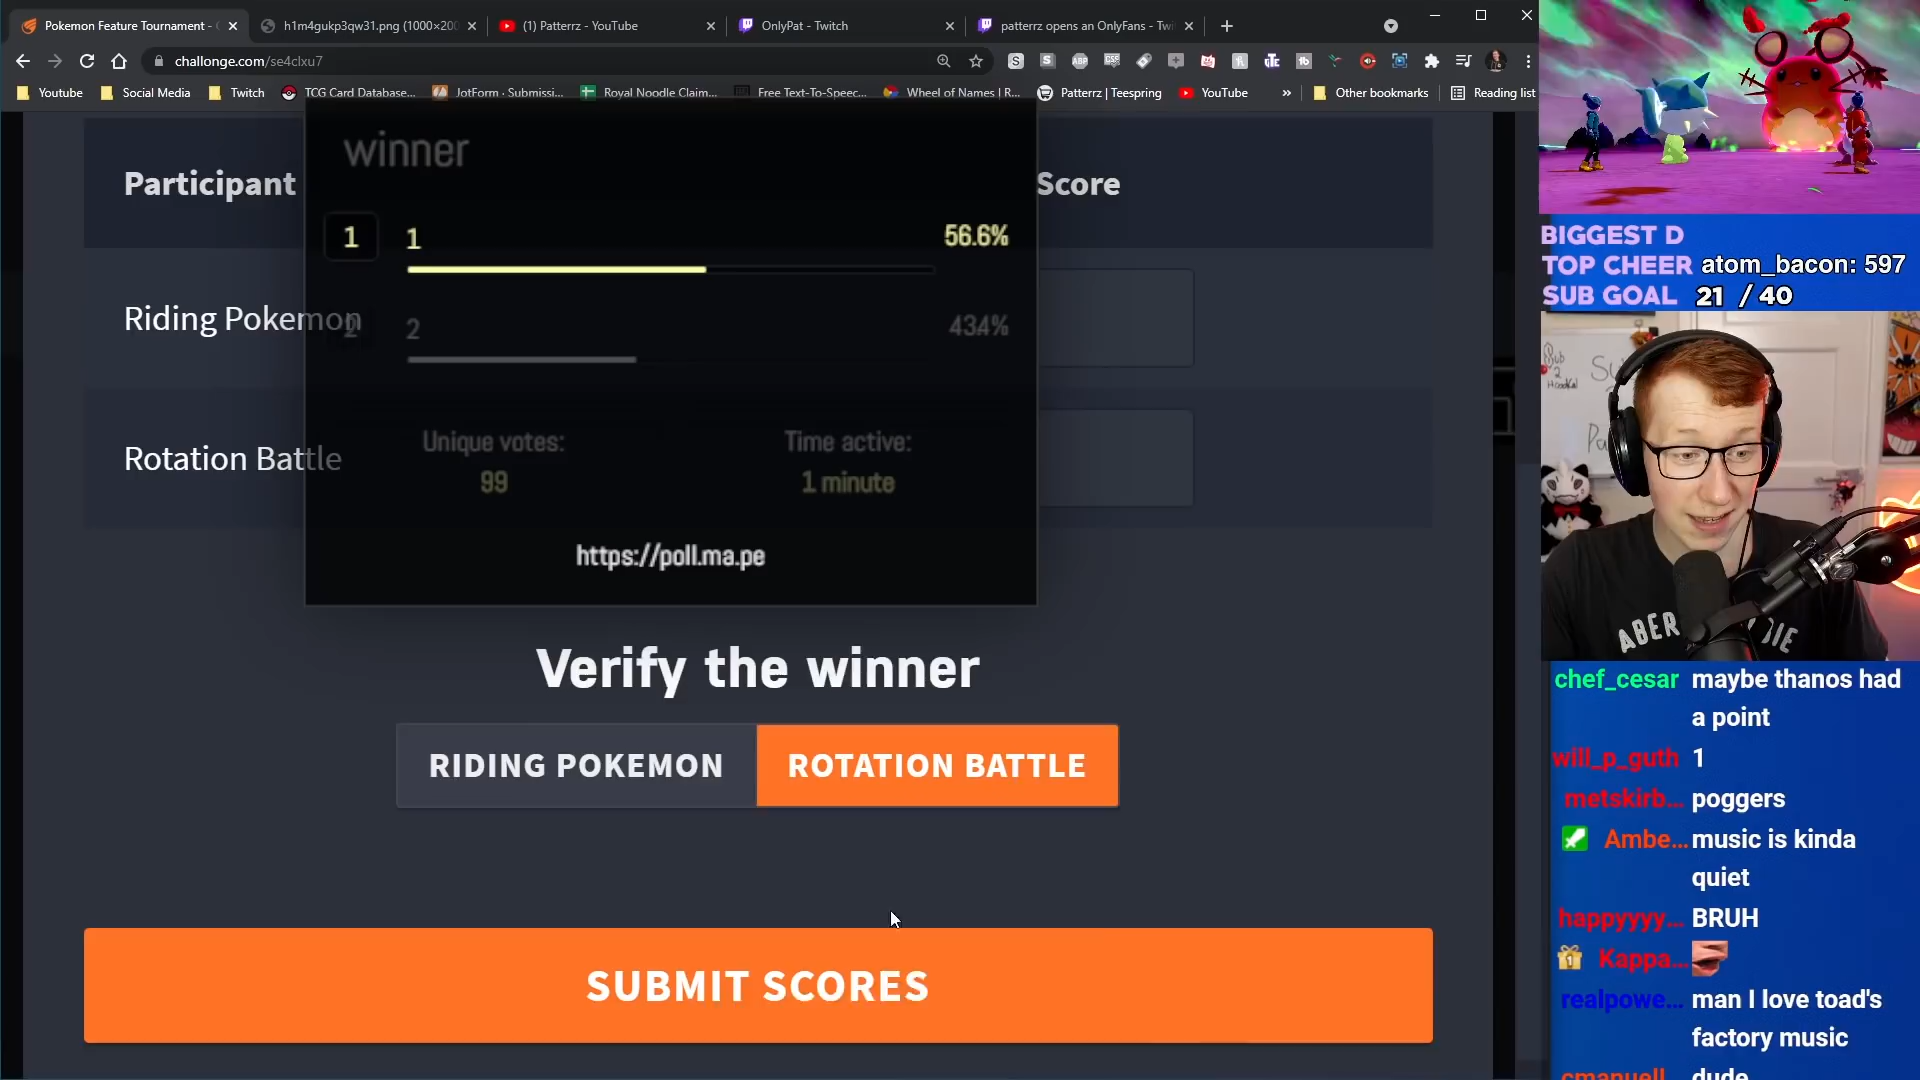 Pokemon Feature Tournament -
h1m4gukp3qw31.png (1000×200
(1) Patterrz - YouTube
OnlyPat - Twitch
patterrz opens an OnlyFans - Twi
challonge.com/se4clxu7
Youtube
Social Media
Twitch
TCG Card Database...
JotForm · Submissi...
Royal Noodle Claim...
Free Text-To-Speec...
Wheel of Names | R...
Patterrz | Teespring
YouTube
»
Other bookmarks
Reading list
winner
Participant
Score
1 1 56.6%
Riding Pokemon
2 2 43.4%
Rotation Battle
Unique votes:
99
Time active:
1 minute
https://poll.ma.pe
Verify the winner
RIDING POKEMON
ROTATION BATTLE
SUBMIT SCORES
BIGGEST D
TOP CHEER atom_bacon: 597
SUB GOAL 21 / 40
ABER
chef_cesar maybe thanos had
a point
will_p_guth 1
metskirb... poggers
Ambe... music is kinda
quiet
happyyyy... BRUH
Kappa...
realpowe... man I love toad's
factory music
cmanuell dude